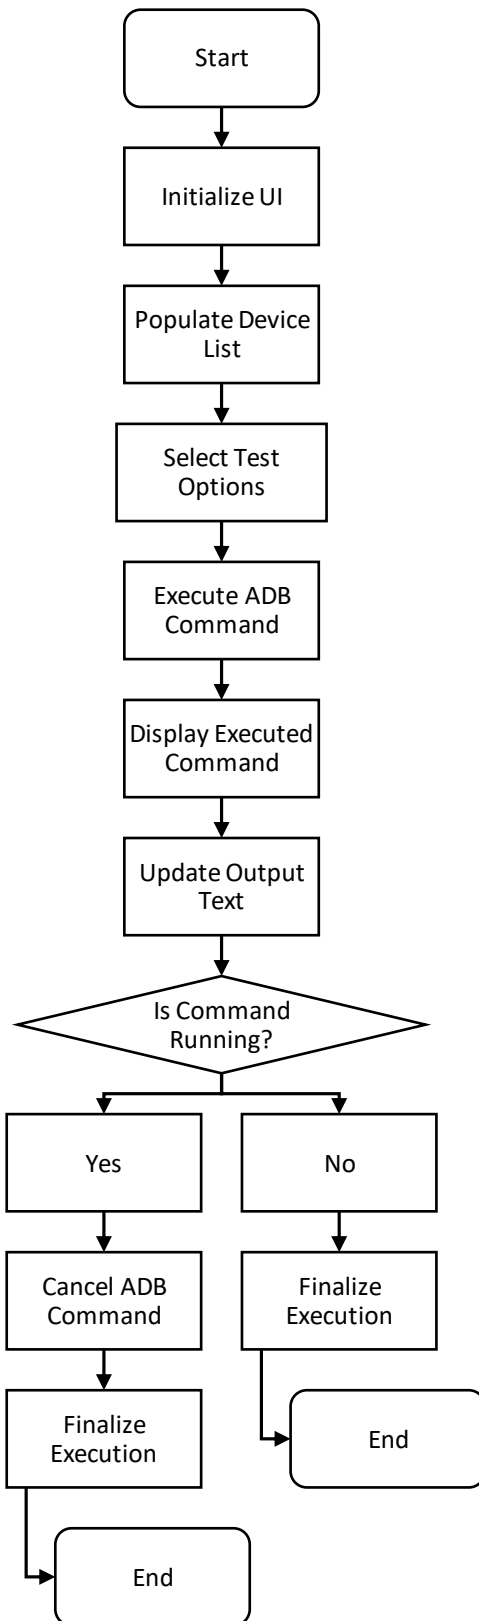 Start
Initialize UI
Populate Device
List
Select Test
Options
Execute ADB
Command
Display Executed
Command
Update Output
Text
Is Command
Running?
Yes
No
Cancel ADB
Command
Finalize
Execution
Finalize
Execution
End
End